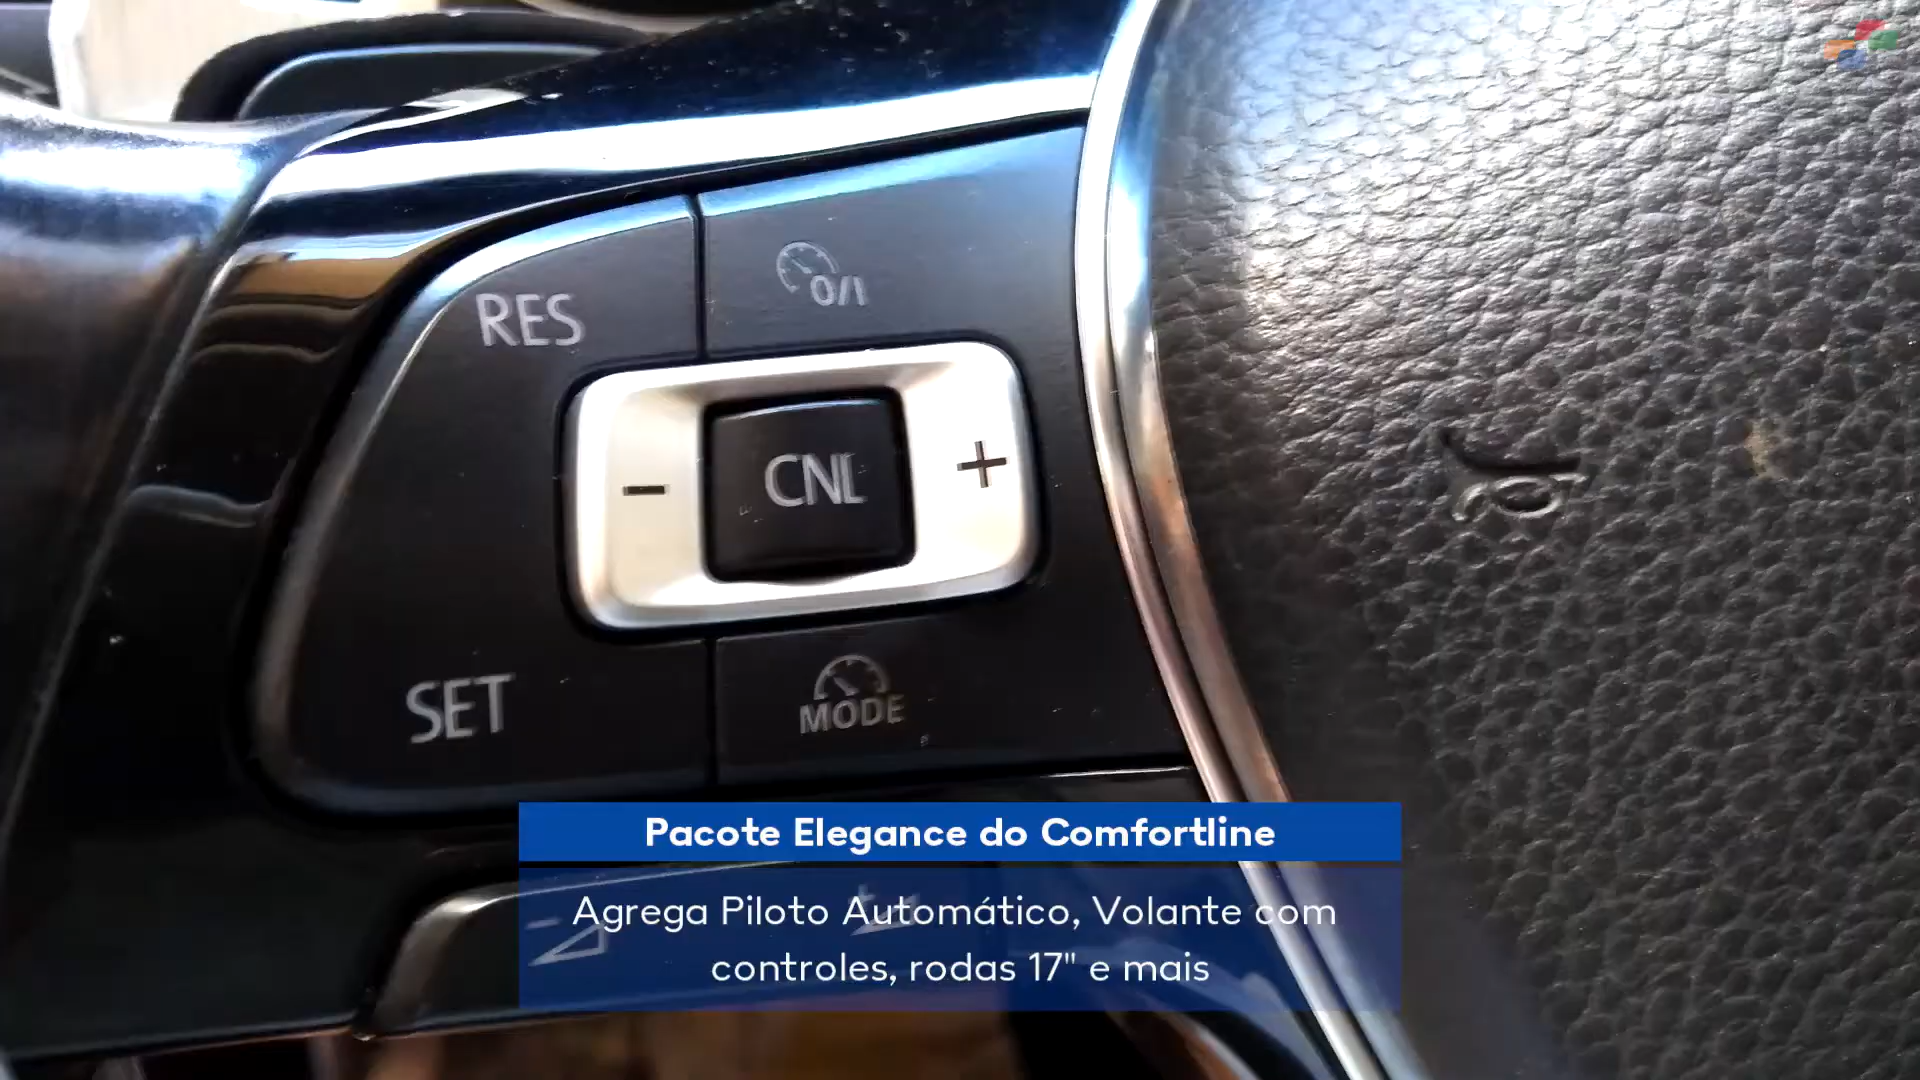 RES
0/I
- CNL +
SET
MODE
Pacote Elegance do Comfortline
Agrega Piloto Automático, Volante com
controles, rodas 17" e mais